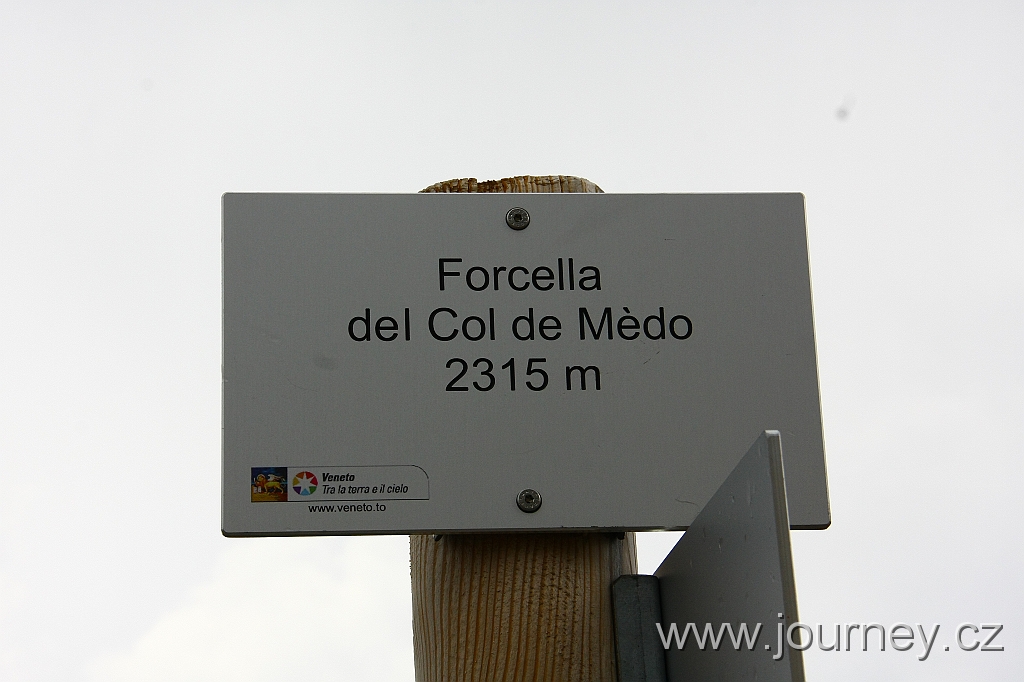 Forcella
del Col de Mèdo
2315 m
Veneto
Tra la terra e il cielo
www.veneto.to
www.journey.cz